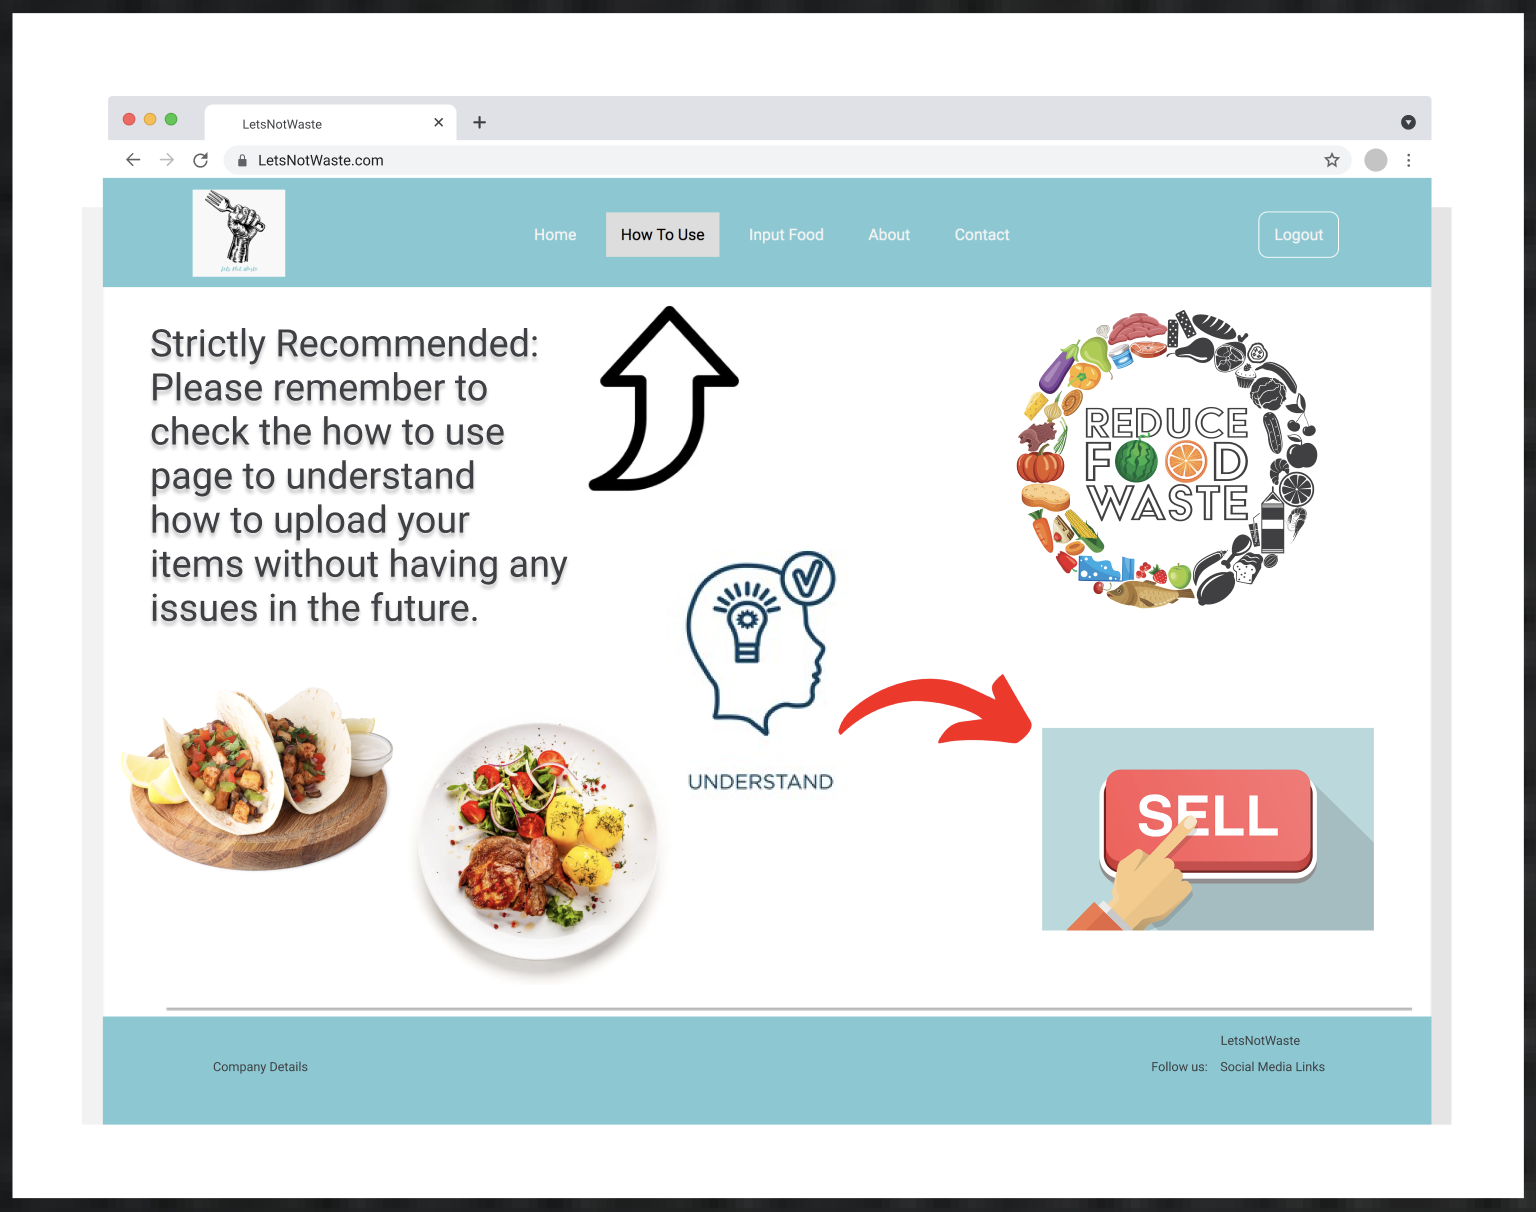 LetsNotWaste
LetsNotWaste.com
Lets Not Waste
Home
How To Use
Input Food
About
Contact
Logout
Strictly Recommended:
Please remember to
check the how to use
page to understand
how to upload your
items without having any
issues in the future.
REDUCE
FOOD
WASTE
UNDERSTAND
SELL
Company Details
LetsNotWaste
Follow us: Social Media Links